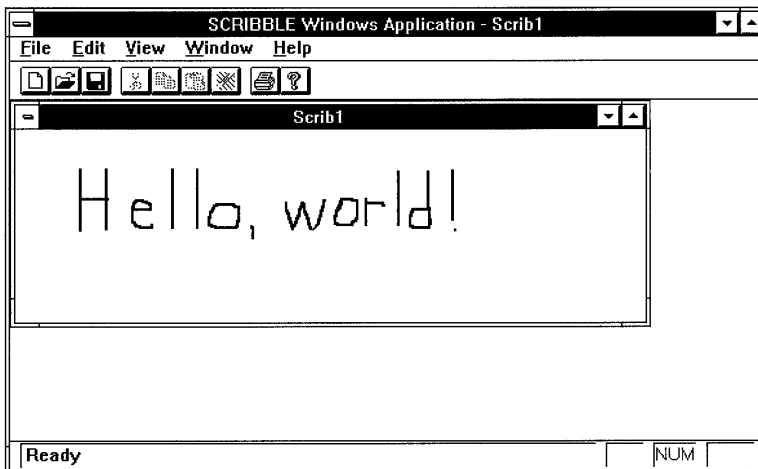 SCRIBBLE Windows Application - Scrib1
File Edit View Window Help
Scrib1
Hello, world!
Ready NUM